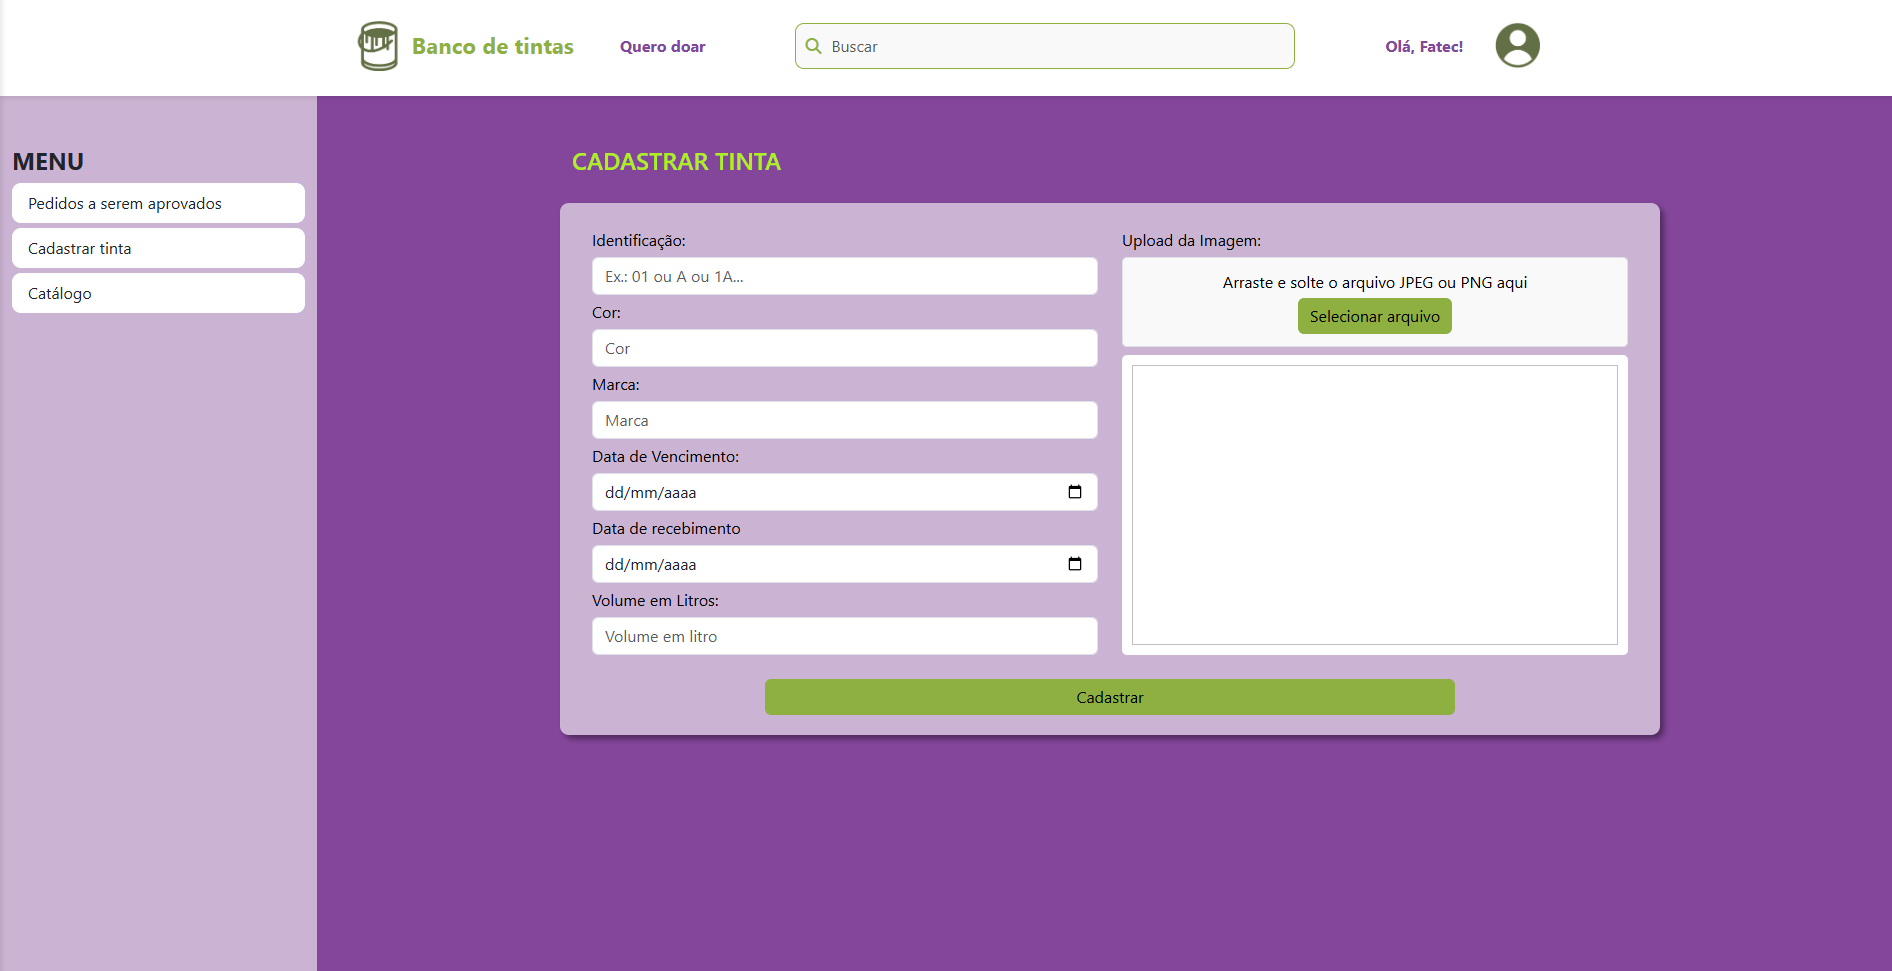 Banco de tintas
Quero doar
Buscar
Olá, Fatec!
MENU
Pedidos a serem aprovados
Cadastrar tinta
Catálogo
CADASTRAR TINTA
Identificação:
Ex.: 01 ou A ou 1A...
Cor:
Cor
Marca:
Marca
Data de Vencimento:
dd/mm/aaaa
Data de recebimento
dd/mm/aaaa
Volume em Litros:
Volume em litro
Upload da Imagem:
Arraste e solte o arquivo JPEG ou PNG aqui
Selecionar arquivo
Cadastrar